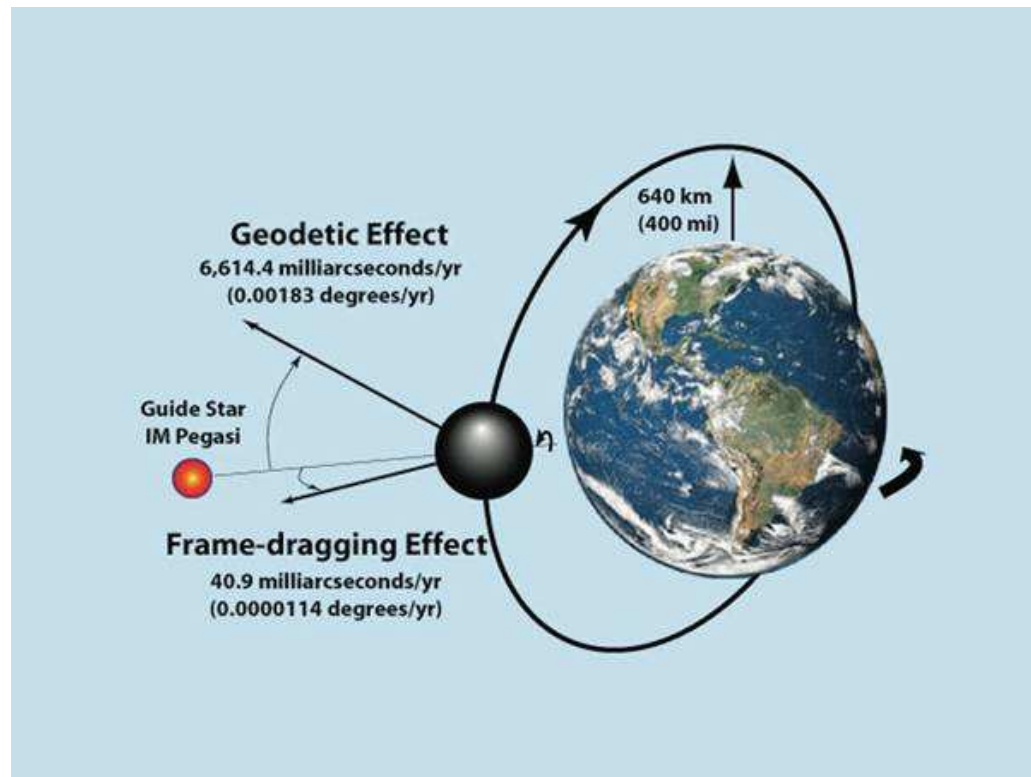 640 km
(400 mi)
Geodetic Effect
6,614.4 milliarcseconds/yr
(0.00183 degrees/yr)
Guide Star
IM Pegasi
Frame-dragging Effect
40.9 milliarcseconds/yr
(0.0000114 degrees/yr)